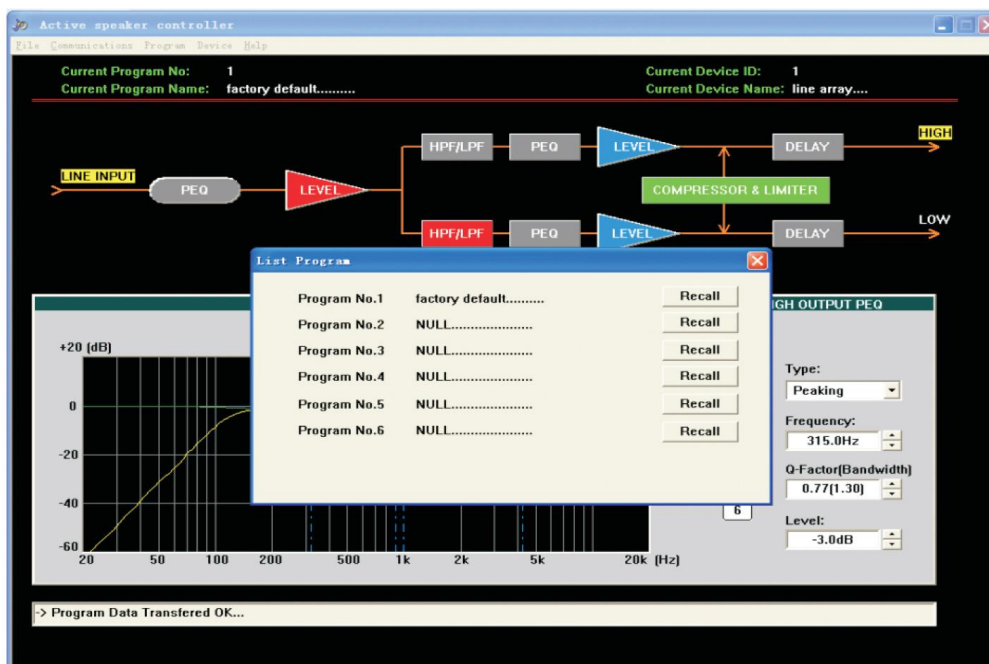 Active speaker controller
File Communications Program Device Help
Current Program No: 1
Current Program Name: factory default..........
Current Device ID: 1
Current Device Name: line array....
LINE INPUT
PEQ
LEVEL
HPF/LPF
PEQ
LEVEL
DELAY
HIGH
COMPRESSOR & LIMITER
HPF/LPF
PEQ
LEVEL
DELAY
LOW
List Program
Program No.1 factory default.......... Recall
Program No.2 NULL..................... Recall
Program No.3 NULL..................... Recall
Program No.4 NULL..................... Recall
Program No.5 NULL..................... Recall
Program No.6 NULL..................... Recall
IGH OUTPUT PEQ
+20 (dB)
0
-20
-40
-60
20 50 100 200 500 1k 2k 5k 20k (Hz)
6
Type:
Peaking
Frequency:
315.0Hz
Q-Factor(Bandwidth)
0.77(1.30)
Level:
-3.0dB
-> Program Data Transfered OK...